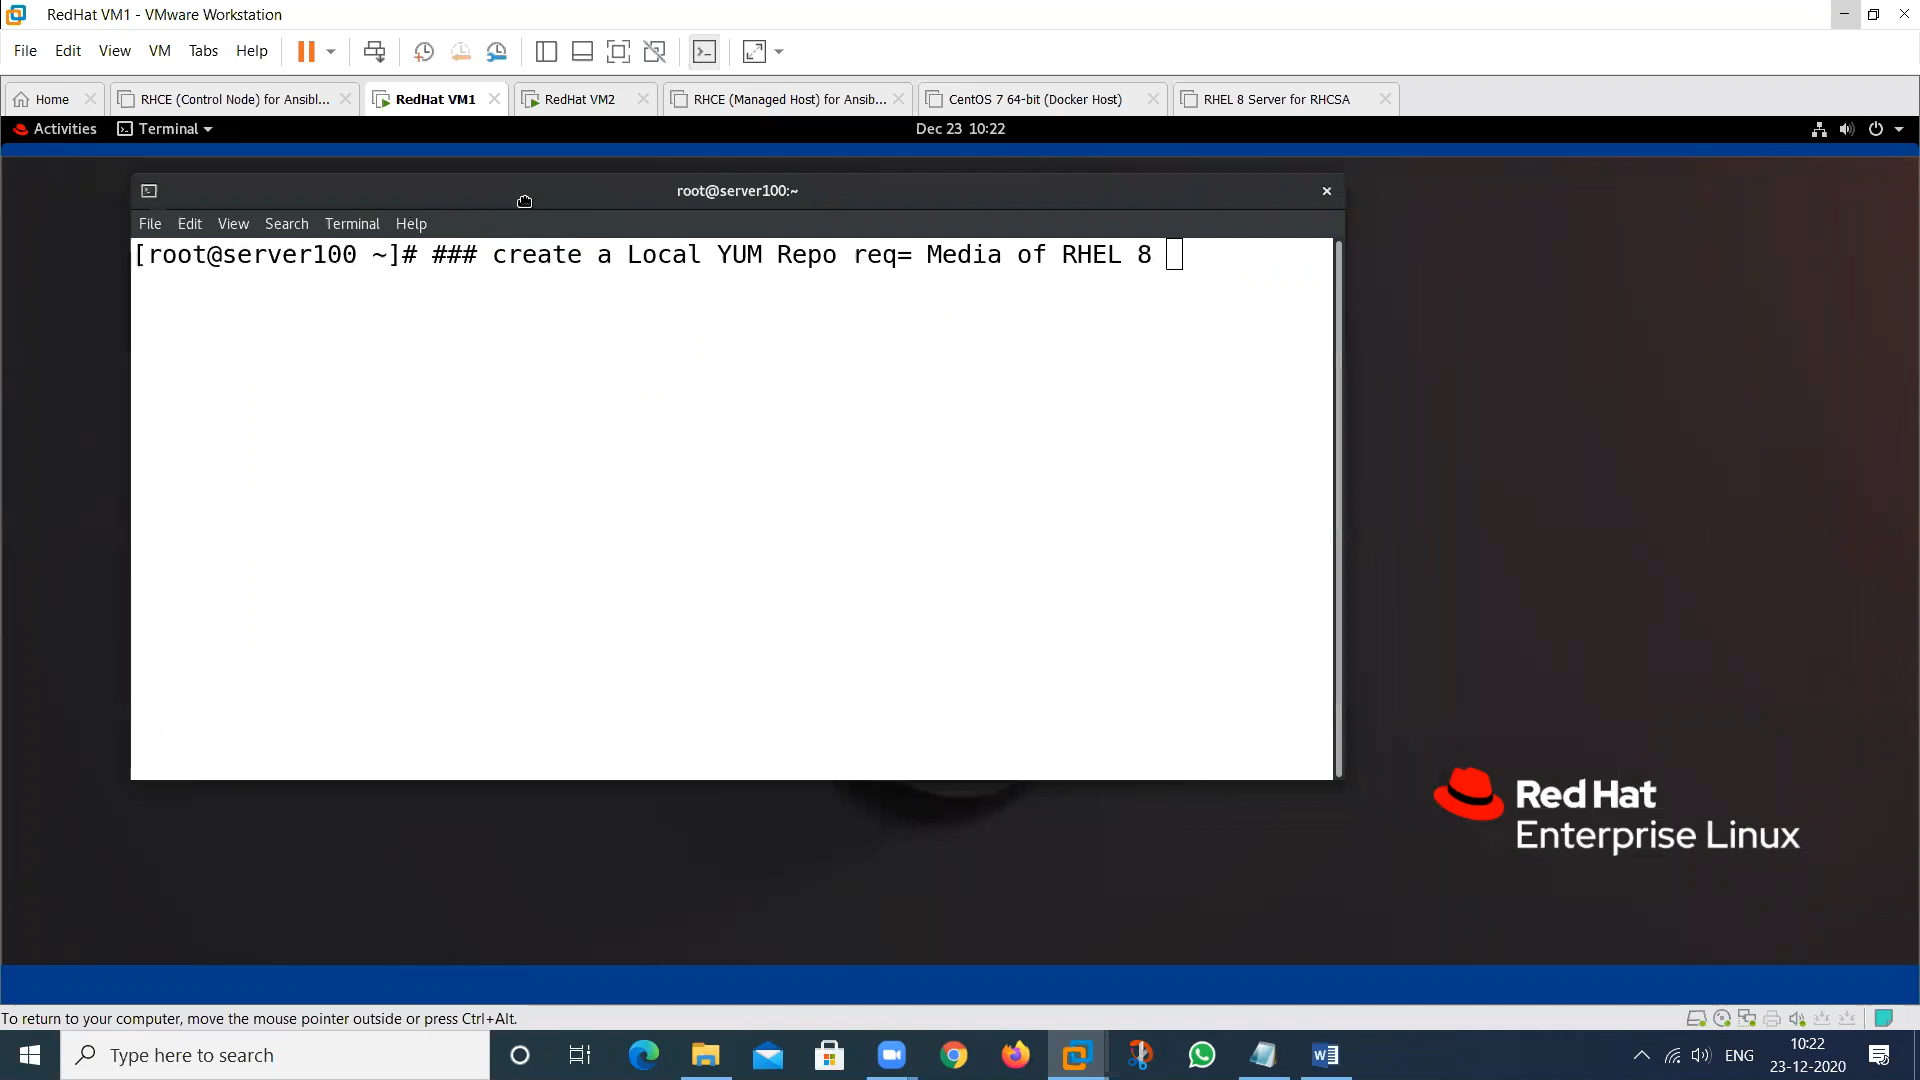 RedHat VM1 - VMware Workstation
File Edit View VM Tabs Help
Home RHCE (Control Node) for Ansibl... RedHat VM1 RedHat VM2 RHCE (Managed Host) for Ansib... CentOS 7 64-bit (Docker Host) RHEL 8 Server for RHCSA
Activities Terminal Dec 23 10:22
root@server100:~
File Edit View Search Terminal Help
[root@server100 ~]# ### create a Local YUM Repo req= Media of RHEL 8
Red Hat
Enterprise Linux
To return to your computer, move the mouse pointer outside or press Ctrl+Alt.
Type here to search
ENG
10:22
23-12-2020